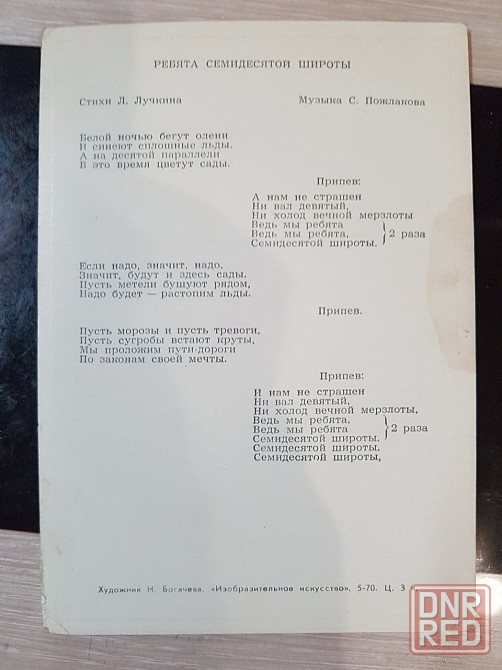 РЕБЯТА СЕМИДЕСЯТОЙ ШИРОТЫ
Стихи Л. Лучкина Музыка С. Пожлакова
Белой ночью бегут олени
И синеют сплошные льды.
А на десятой параллели
В это время цветут сады.
Припев:
А нам не страшен
Ни вал девятый,
Ни холод вечной мерзлоты
Ведь мы ребята
Ведь мы ребята, 2 раза
Семидесятой широты.
Если надо, значит, надо,
Значит, будут и здесь сады.
Пусть метели бушуют рядом,
Надо будет — растопим льды.
Припев.
Пусть морозы и пусть тревоги,
Пусть сугробы встают круты,
Мы проложим пути-дороги
По законам своей мечты.
Припев:
И нам не страшен
Ни вал девятый,
Ни холод вечной мерзлоты,
Ведь мы ребята,
Ведь мы ребята 2 раза
Семидесятой широты.
Семидесятой широты,
Семидесятой широты,
Художник Н. Богачева. «Изобразительное искусство». 5-70. Ц. 3 к.
DNR
RED